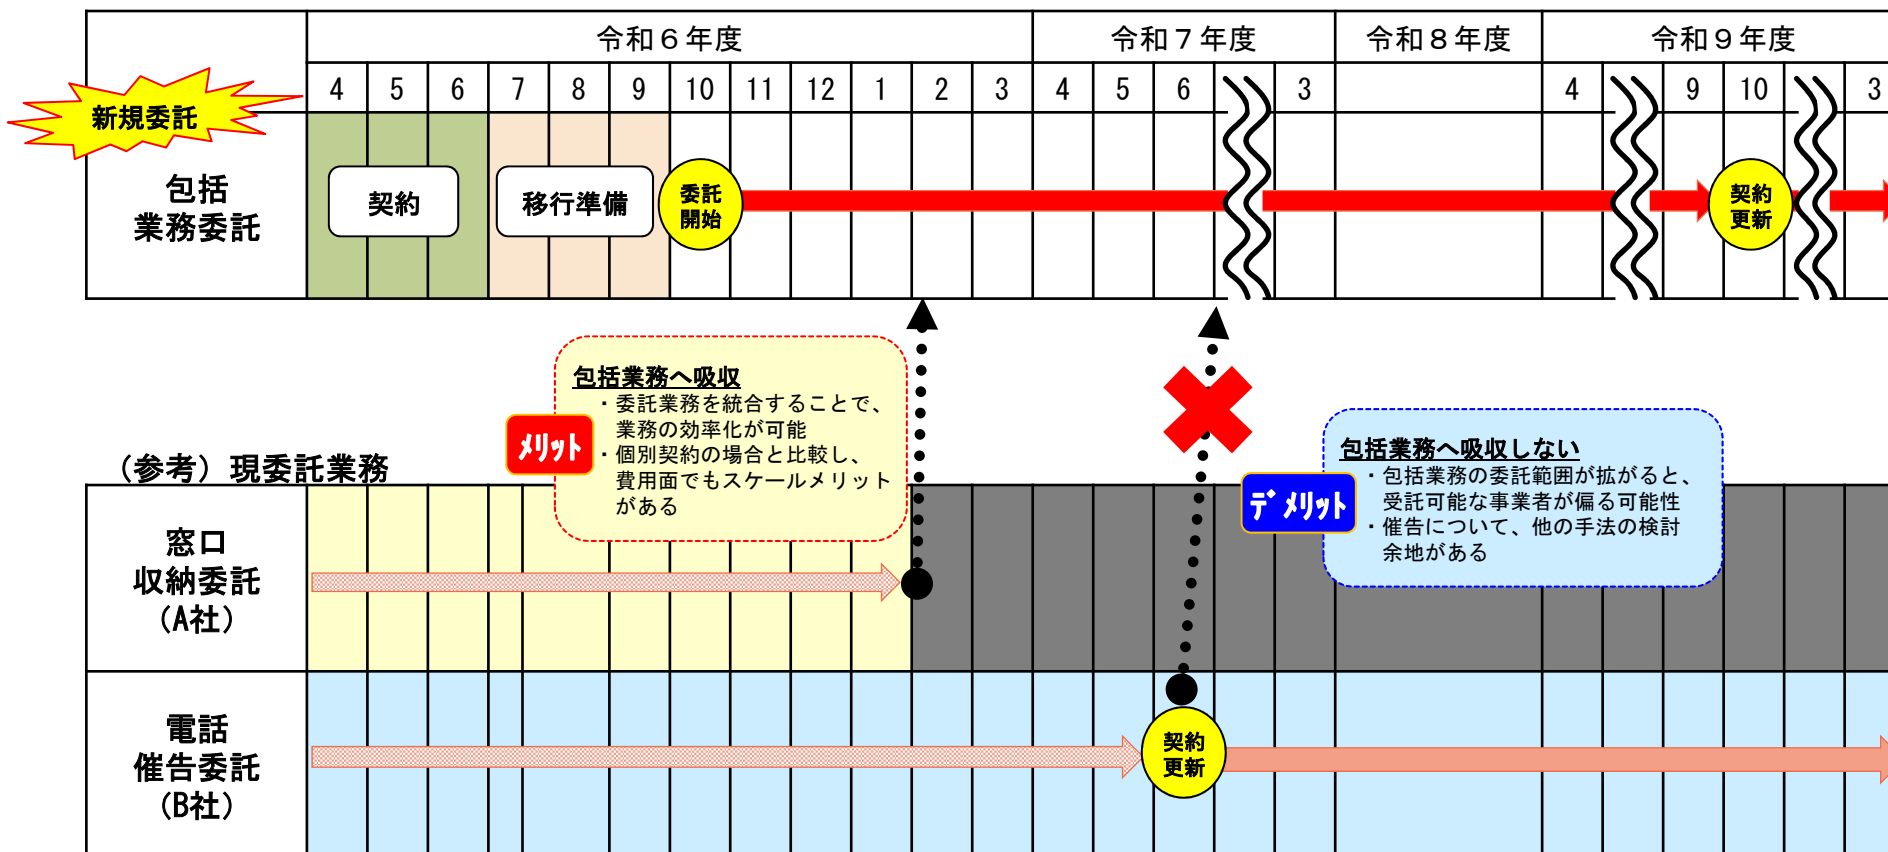 令和６年度 令和７年度 令和８年度 令和９年度
4 5 6 7 8 9 10 11 12 1 2 3 4 5 6 3 4 9 10 3
新規委託
包括
業務委託
契約
移行準備
委託
開始
契約
更新
包括業務へ吸収
・委託業務を統合することで、
業務の効率化が可能
・個別契約の場合と比較し、
費用面でもスケールメリット
がある
ﾒﾘｯﾄ
包括業務へ吸収しない
・包括業務の委託範囲が拡がると、
受託可能な事業者が偏る可能性
・催告について、他の手法の検討
余地がある
ﾃﾞﾒﾘｯﾄ
（参考）現委託業務
窓口
収納委託
（A社）
電話
催告委託
（B社）
契約
更新